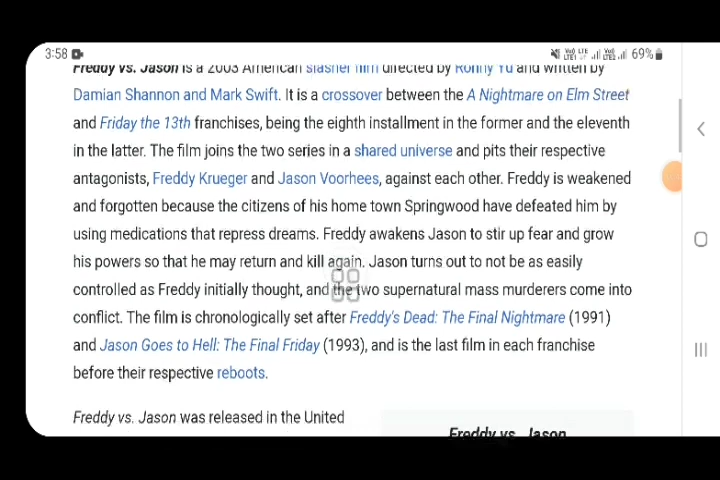 3:58
Vo) LTE1 LTE Vo) LTE2 69%
Freddy vs. Jason is a 2003 American slasher film directed by Ronny Yu and written by
Damian Shannon and Mark Swift. It is a crossover between the A Nightmare on Elm Street
and Friday the 13th franchises, being the eighth installment in the former and the eleventh
in the latter. The film joins the two series in a shared universe and pits their respective
antagonists, Freddy Krueger and Jason Voorhees, against each other. Freddy is weakened
and forgotten because the citizens of his home town Springwood have defeated him by
using medications that repress dreams. Freddy awakens Jason to stir up fear and grow
his powers so that he may return and kill again. Jason turns out to not be as easily
controlled as Freddy initially thought, and the two supernatural mass murderers come into
conflict. The film is chronologically set after Freddy's Dead: The Final Nightmare (1991)
and Jason Goes to Hell: The Final Friday (1993), and is the last film in each franchise
before their respective reboots.
Freddy vs. Jason was released in the United
Freddy vs. Jason